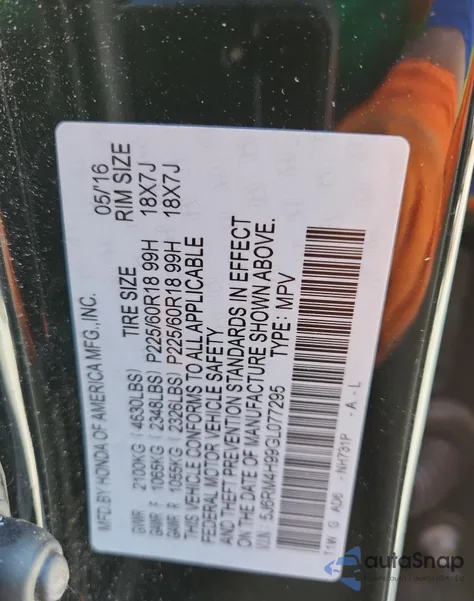 MFD.BY HONDA OF AMERICA MFG.,INC. 05/'16
TIRE SIZE RIM SIZE
GVWR 2100KG (4630LBS)
GAWR F 1065KG (2348LBS) P225/60R18 99H 18X7J
GAWR R 1055KG (2326LBS) P225/60R18 99H 18X7J
THIS VEHICLE CONFORMS TO ALL APPLICABLE
FEDERAL MOTOR VEHICLE SAFETY
AND THEFT PREVENTION STANDARDS IN EFFECT
ON THE DATE OF MANUFACTURE SHOWN ABOVE.
V.I.N.: 5J6RM4H99GL077295 TYPE: MPV
T1W G AD6 -NH731P -A-L
autaSnap